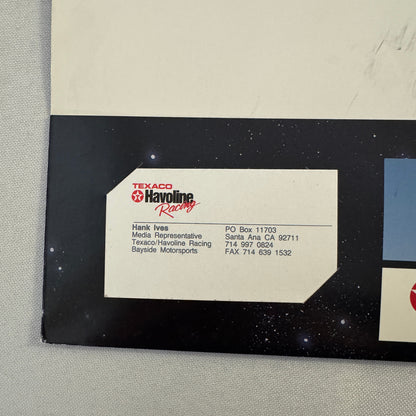 TEXACO
Havoline
Racing
Hank Ives
Media Representative
Texaco/Havoline Racing
Bayside Motorsports
PO Box 11703
Santa Ana CA 92711
714 997 0824
FAX 714 639 1532